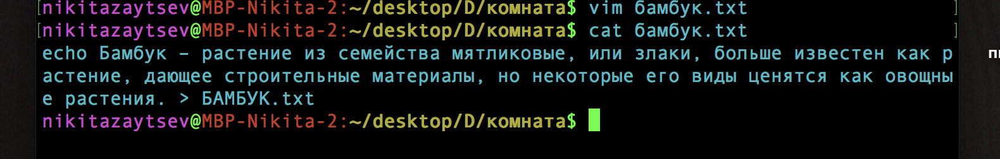 [nikitazaytsev@MBP-Nikita-2:~/desktop/D/комната$ vim бамбук.txt ]
[nikitazaytsev@MBP-Nikita-2:~/desktop/D/комната$ cat бамбук.txt ]
echo Бамбук – растение из семейства мятликовые, или злаки, больше известен как р
астение, дающее строительные материалы, но некоторые его виды ценятся как овощны
е растения. > БАМБУК.txt
nikitazaytsev@MBP-Nikita-2:~/desktop/D/комната$